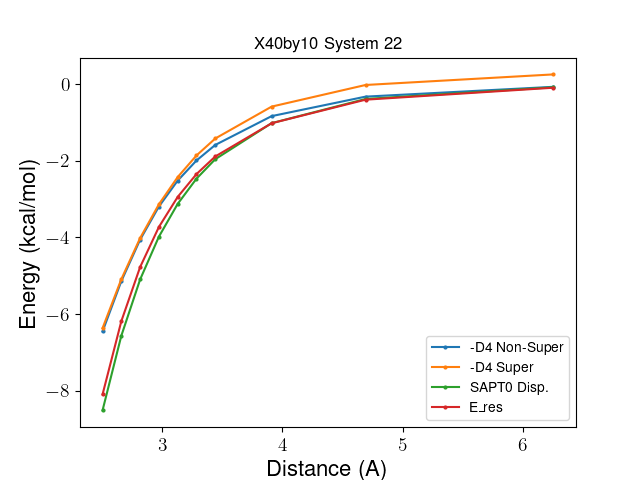 X40by10 System 22
Energy (kcal/mol)
0
−2
−4
−6
−8
3
4
5
6
Distance (A)
-D4 Non-Super
-D4 Super
SAPT0 Disp.
E_res